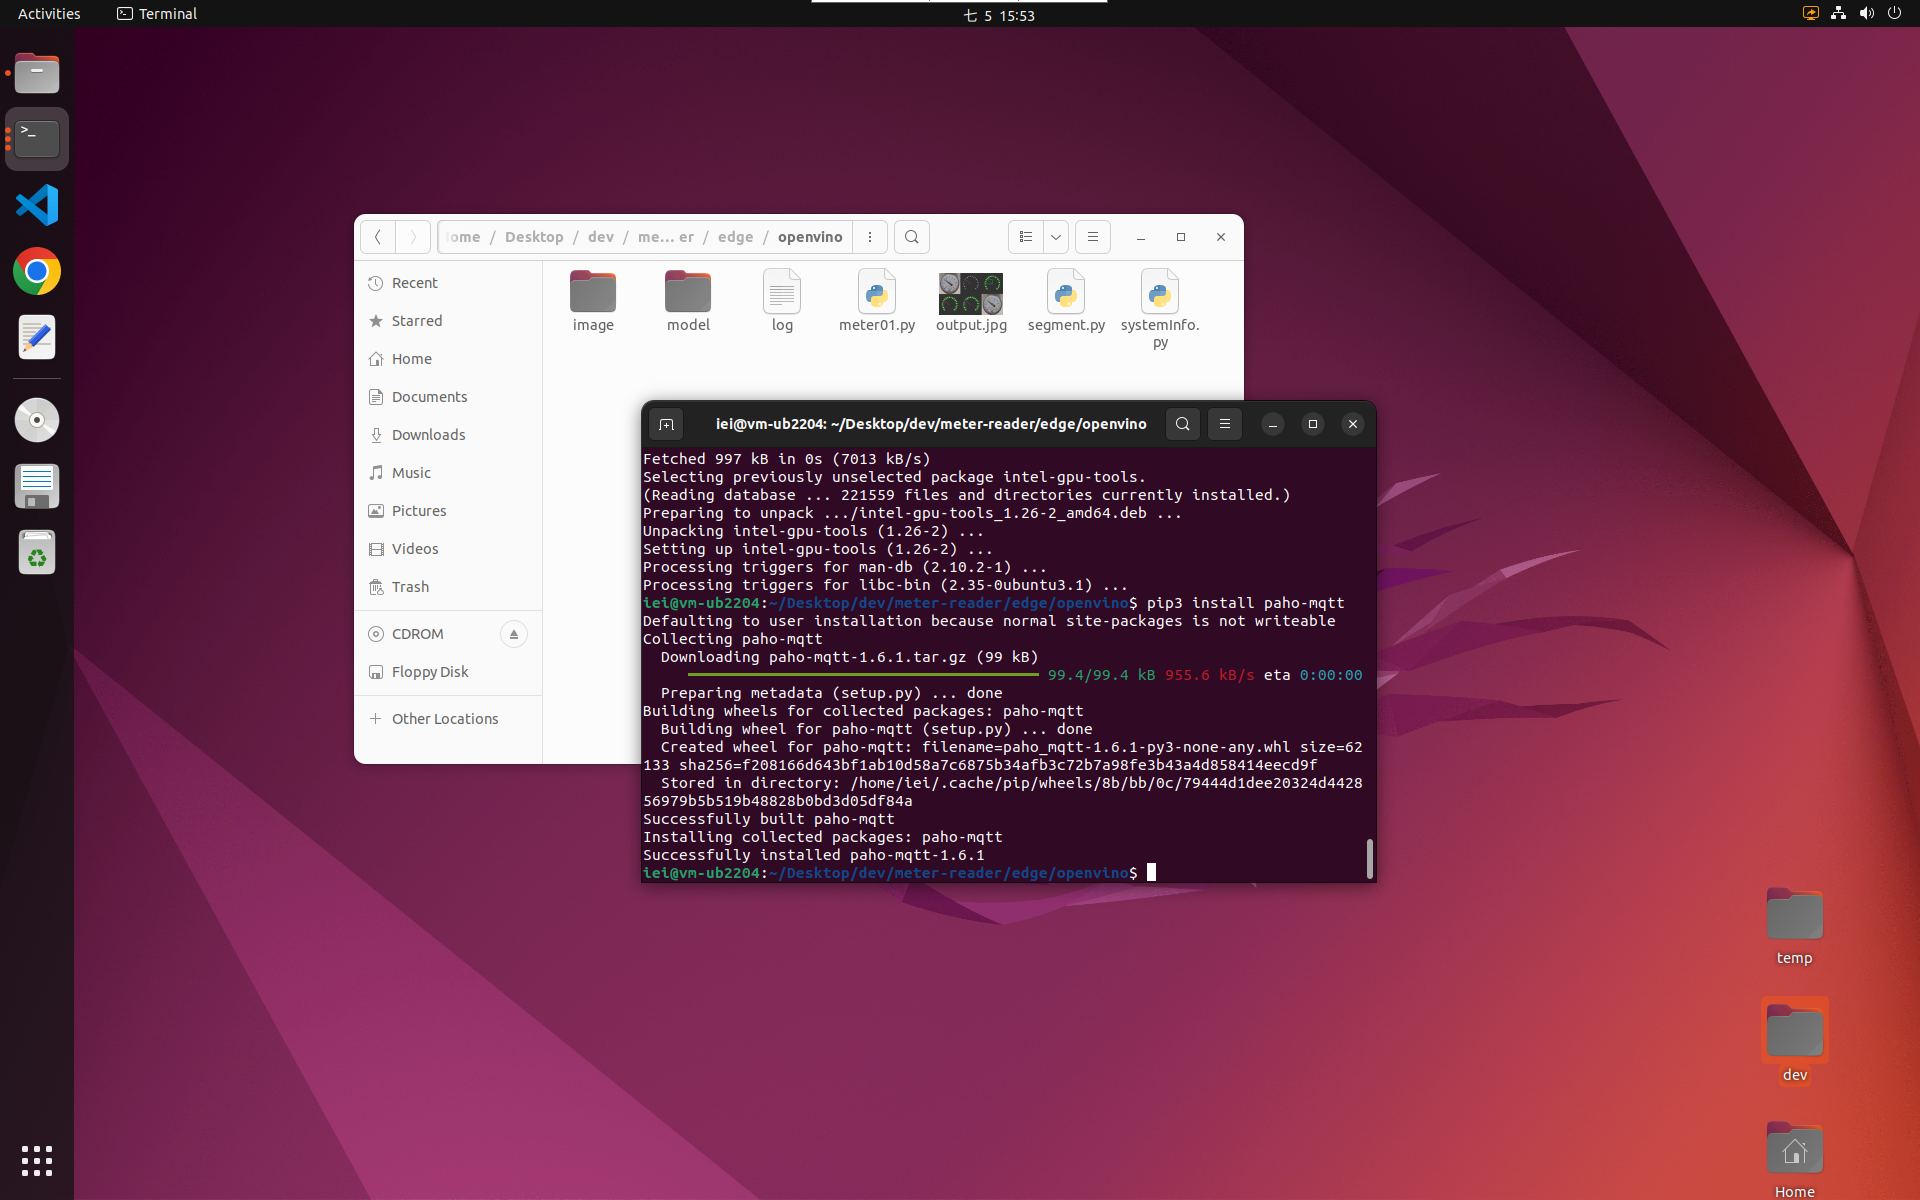 Activities
Terminal
七 5 15:53
ome / Desktop / dev / me... er / edge / openvino
Recent
Starred
Home
Documents
Downloads
Music
Pictures
Videos
Trash
CDROM
Floppy Disk
Other Locations
image
model
log
meter01.py
output.jpg
segment.py
systemInfo.
py
iei@vm-ub2204: ~/Desktop/dev/meter-reader/edge/openvino
Fetched 997 kB in 0s (7013 kB/s)
Selecting previously unselected package intel-gpu-tools.
(Reading database ... 221559 files and directories currently installed.)
Preparing to unpack .../intel-gpu-tools_1.26-2_amd64.deb ...
Unpacking intel-gpu-tools (1.26-2) ...
Setting up intel-gpu-tools (1.26-2) ...
Processing triggers for man-db (2.10.2-1) ...
Processing triggers for libc-bin (2.35-0ubuntu3.1) ...
iei@vm-ub2204:~/Desktop/dev/meter-reader/edge/openvino$ pip3 install paho-mqtt
Defaulting to user installation because normal site-packages is not writeable
Collecting paho-mqtt
  Downloading paho-mqtt-1.6.1.tar.gz (99 kB)
99.4/99.4 kB 955.6 kB/s eta 0:00:00
  Preparing metadata (setup.py) ... done
Building wheels for collected packages: paho-mqtt
  Building wheel for paho-mqtt (setup.py) ... done
  Created wheel for paho-mqtt: filename=paho_mqtt-1.6.1-py3-none-any.whl size=62
133 sha256=f208166d643bf1ab10d58a7c6875b34afb3c72b7a98fe3b43a4d858414eecd9f
  Stored in directory: /home/iei/.cache/pip/wheels/8b/bb/0c/79444d1dee20324d4428
56979b5b519b48828b0bd3d05df84a
Successfully built paho-mqtt
Installing collected packages: paho-mqtt
Successfully installed paho-mqtt-1.6.1
iei@vm-ub2204:~/Desktop/dev/meter-reader/edge/openvino$
temp
dev
Home